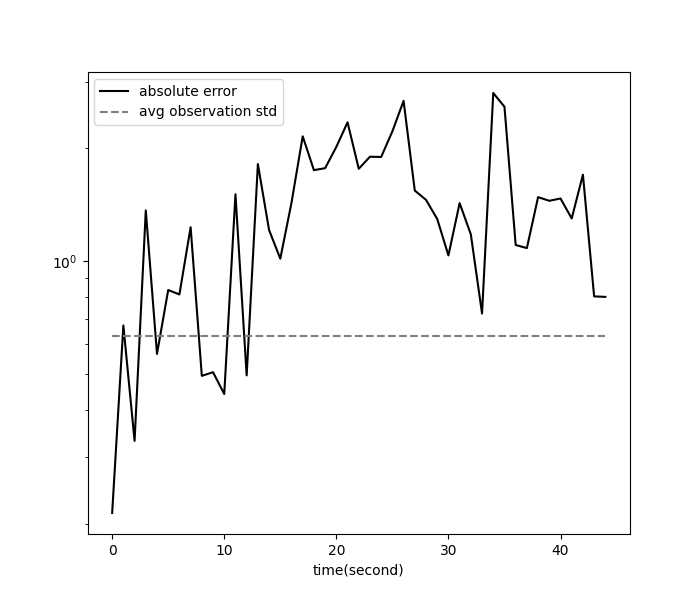 absolute error
avg observation std
10⁰
0 10 20 30 40
time(second)